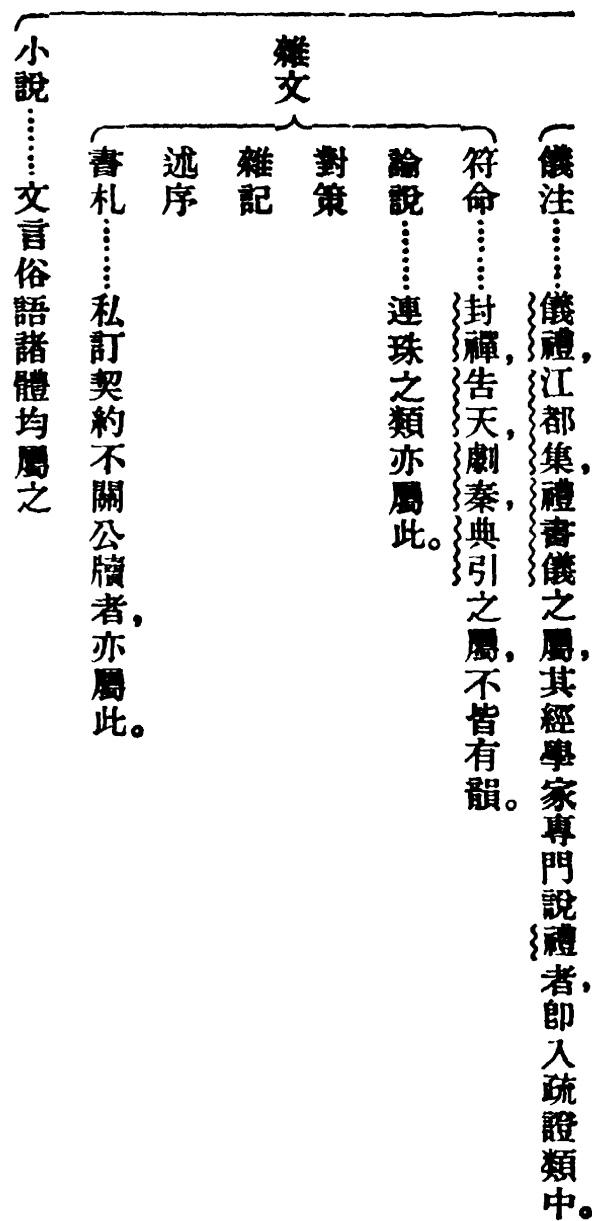 儀注………儀禮，江都集禮書儀之屬，其經學家專門說禮者，卽入疏證類中。
雜文
符命………封禪，告天，劇秦，典引之屬，不皆有韻。
論說………連珠之類亦屬此。
對策
雜記
述序
書札………私訂契約不關公牘者，亦屬此。
小說………文言俗語諸體均屬之